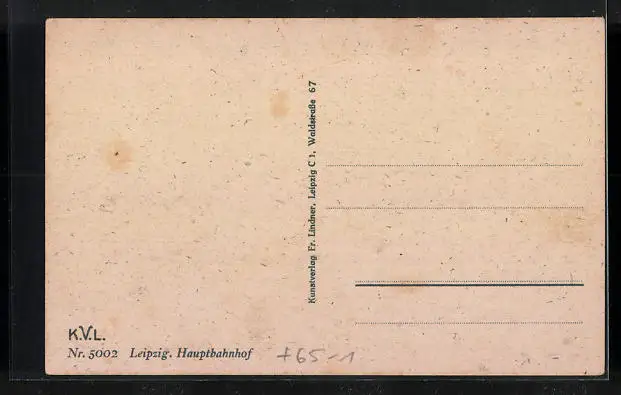 Kunstverlag Fr. Lindner, Leipzig C 1, Waldstraße 67
K.V.L.
Nr. 5002 Leipzig. Hauptbahnhof
+65-1